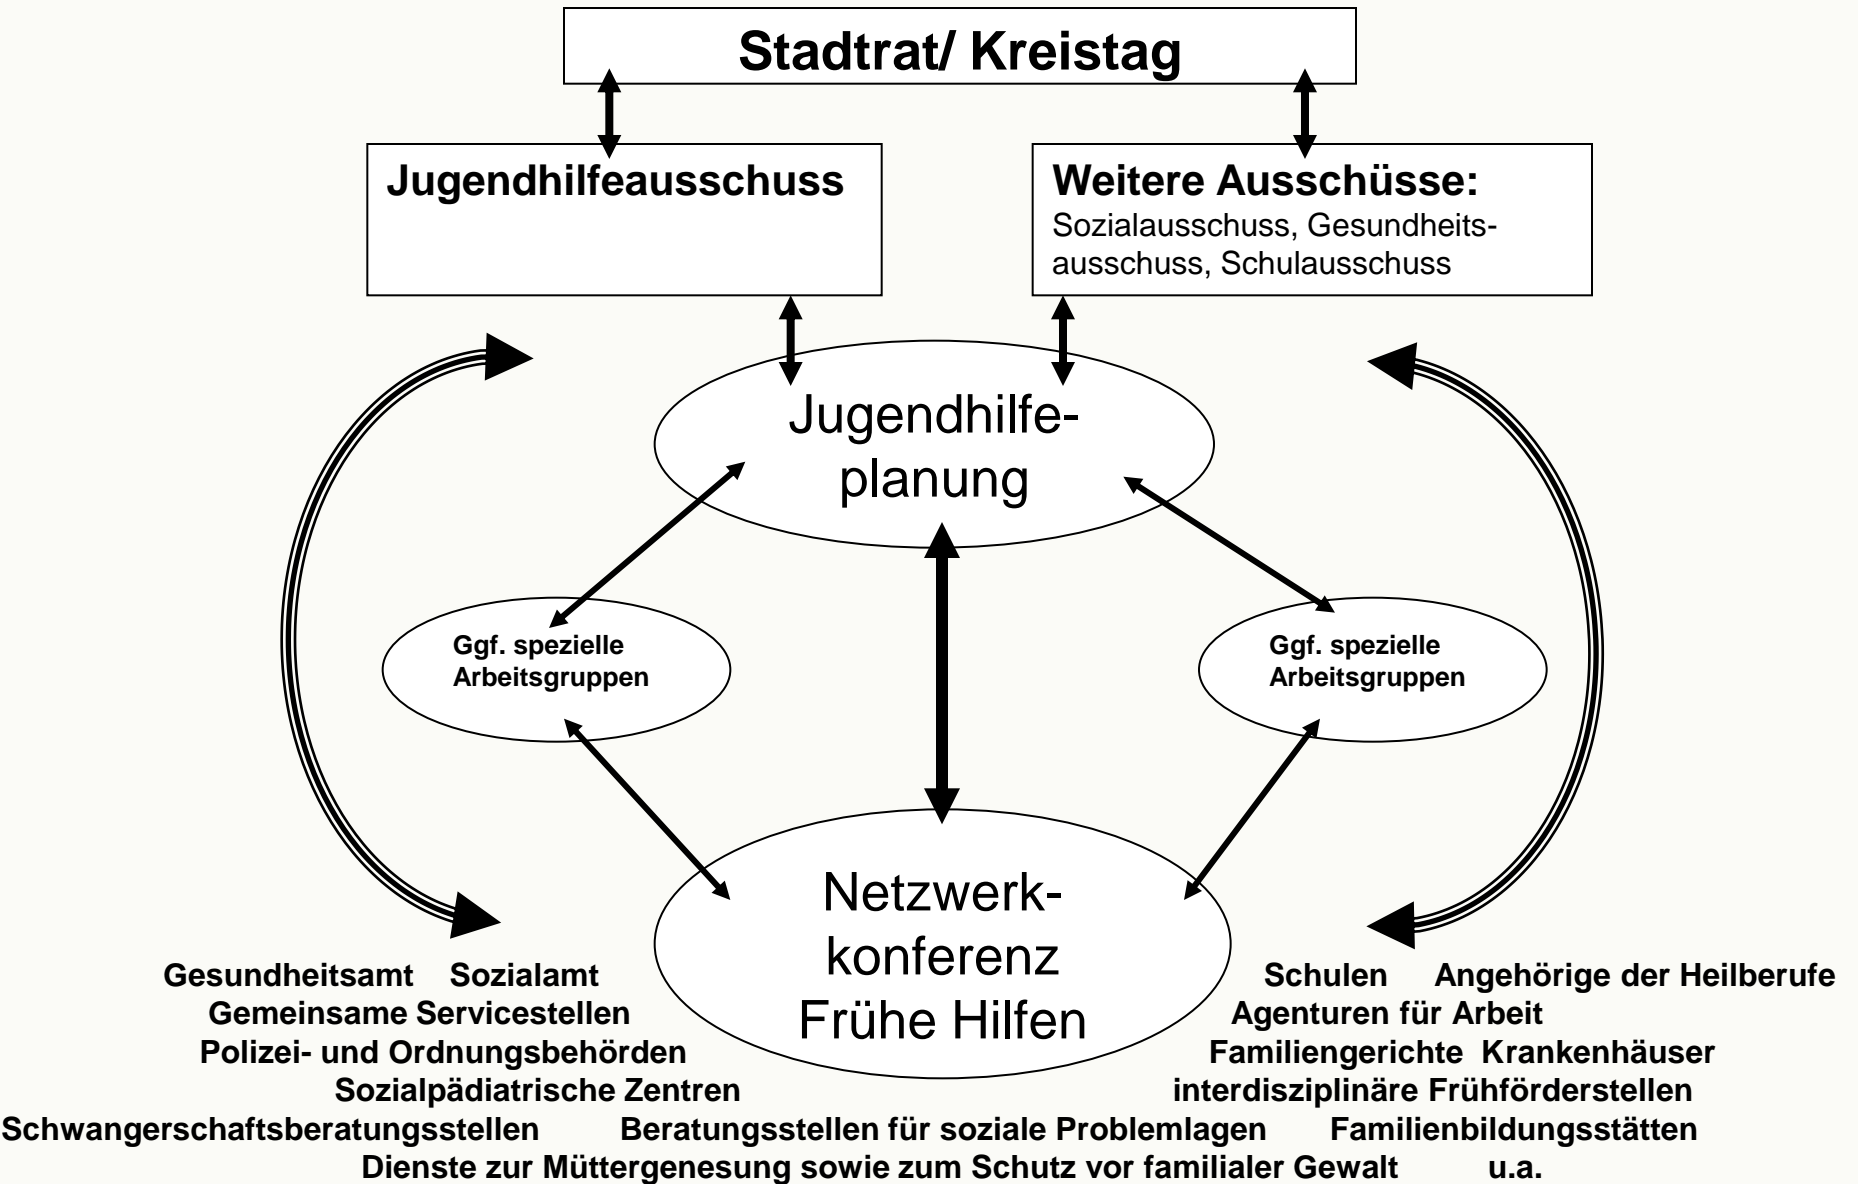 Stadtrat/ Kreistag
Jugendhilfeausschuss
Weitere Ausschüsse:
Sozialausschuss, Gesundheits-
ausschuss, Schulausschuss
Jugendhilfe-
planung
Ggf. spezielle
Arbeitsgruppen
Ggf. spezielle
Arbeitsgruppen
Netzwerk-
konferenz
Frühe Hilfen
Gesundheitsamt Sozialamt
Schulen Angehörige der Heilberufe
Gemeinsame Servicestellen
Agenturen für Arbeit
Polizei- und Ordnungsbehörden
Familiengerichte Krankenhäuser
Sozialpädiatrische Zentren
interdisziplinäre Frühförderstellen
Schwangerschaftsberatungsstellen Beratungsstellen für soziale Problemlagen Familienbildungsstätten
Dienste zur Müttergenesung sowie zum Schutz vor familialer Gewalt u.a.